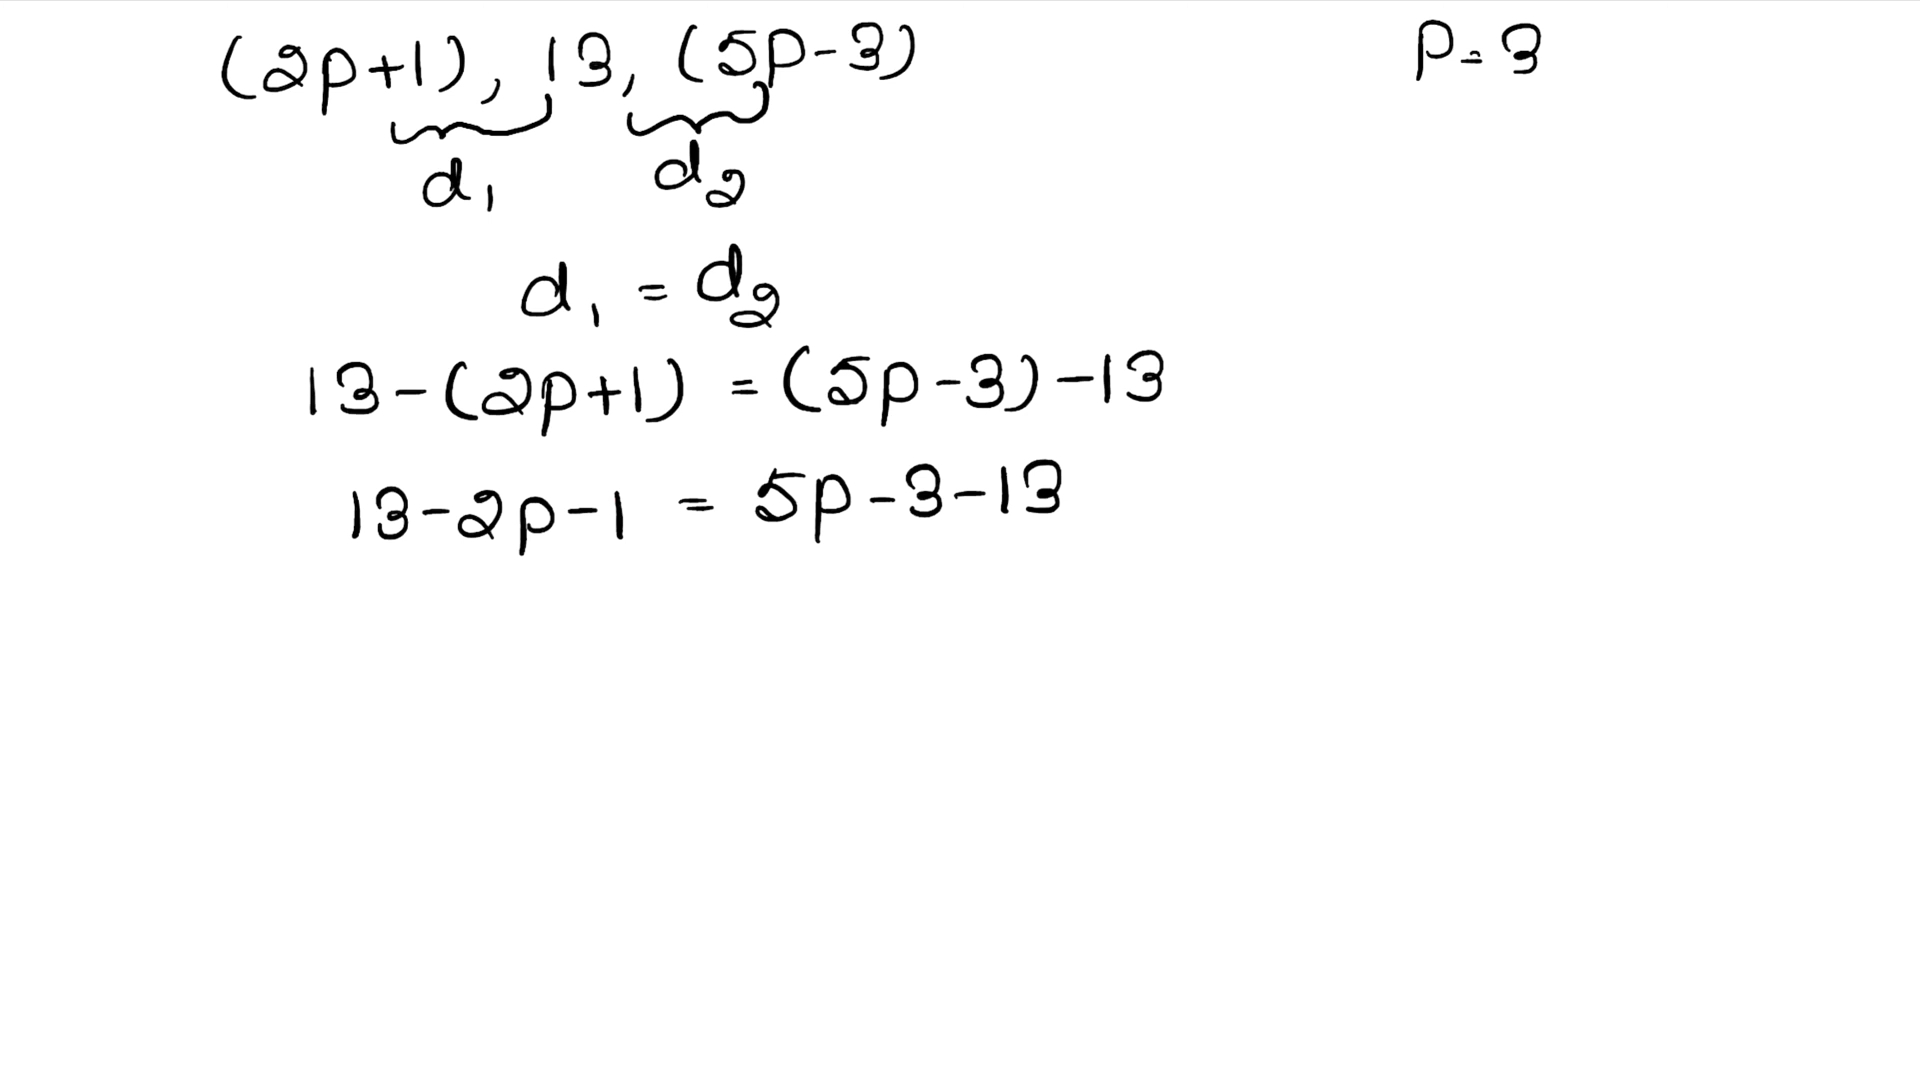 (2p+1), 13, (5p-3)
p=3
d₁ d₂
d₁ = d₂
13-(2p+1) = (5p-3)-13
13-2p-1 = 5p-3-13